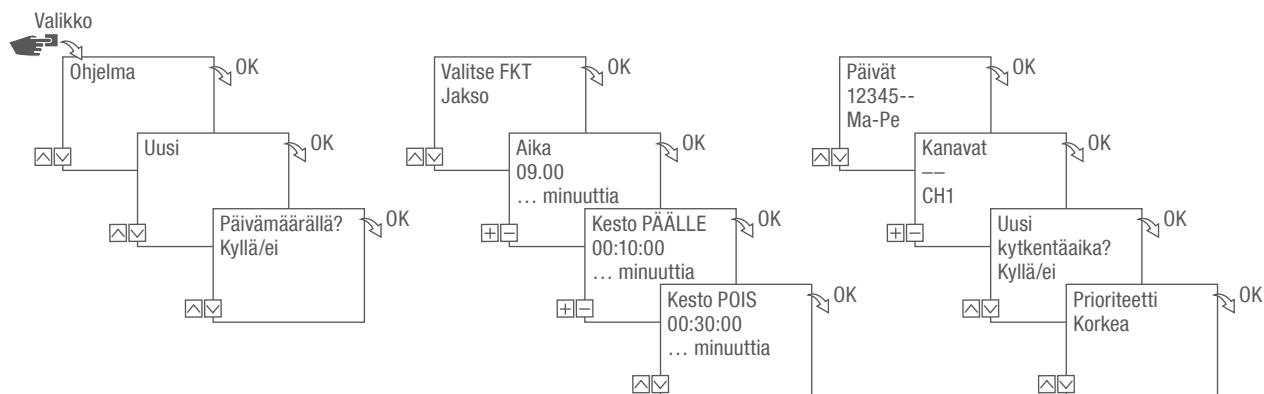 Valikko
Ohjelma
OK
Uusi
OK
Päivämäärällä?
Kyllä/ei
OK
Valitse FKT
Jakso
OK
Aika
09.00
… minuuttia
OK
Kesto PÄÄLLE
00:10:00
… minuuttia
OK
Kesto POIS
00:30:00
… minuuttia
OK
Päivät
12345--
Ma-Pe
OK
Kanavat
––
CH1
OK
Uusi
kytkentäaika?
Kyllä/ei
OK
Prioriteetti
Korkea
OK